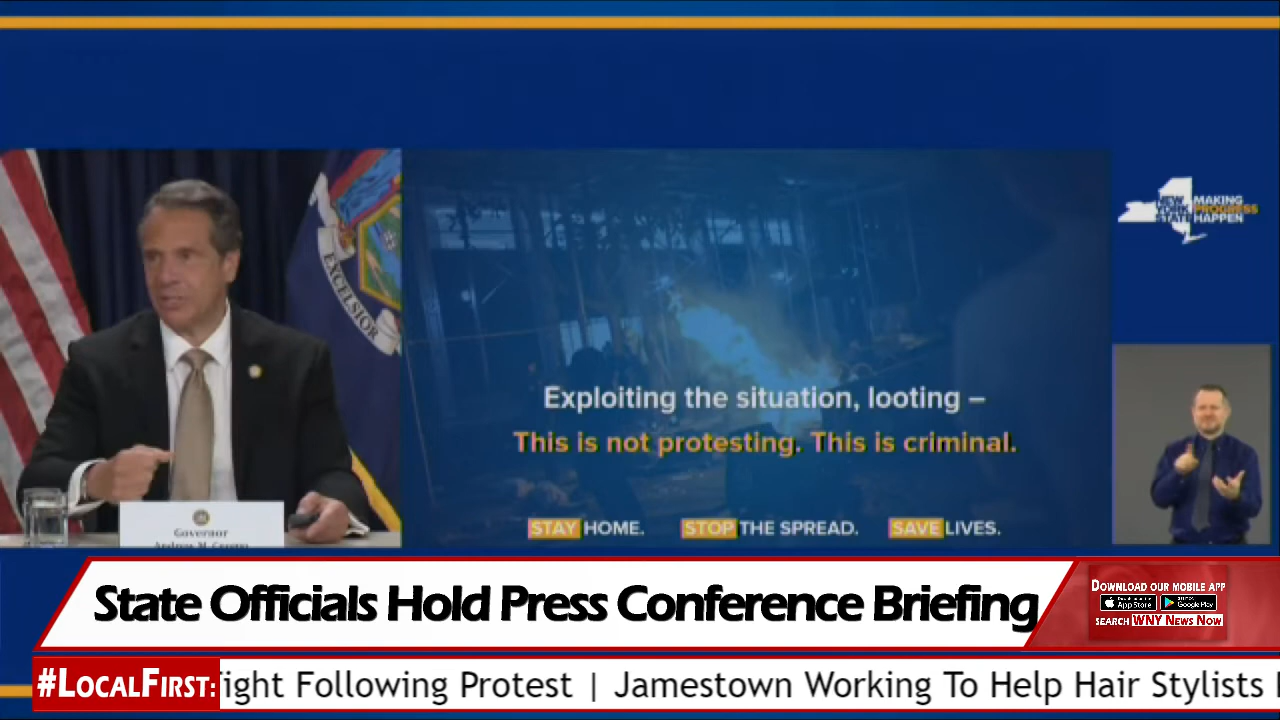 EXCELSIOR
NEW YORK STATE
MAKING
PROGRESS
HAPPEN
Exploiting the situation, looting –
This is not protesting. This is criminal.
STAY HOME. STOP THE SPREAD. SAVE LIVES.
Governor
Andrew M. Cuomo
State Officials Hold Press Conference Briefing
DOWNLOAD OUR MOBILE APP
App Store Google Play
SEARCH WNY NEWS NOW
#LOCALFIRST: ight Following Protest | Jamestown Working To Help Hair Stylists